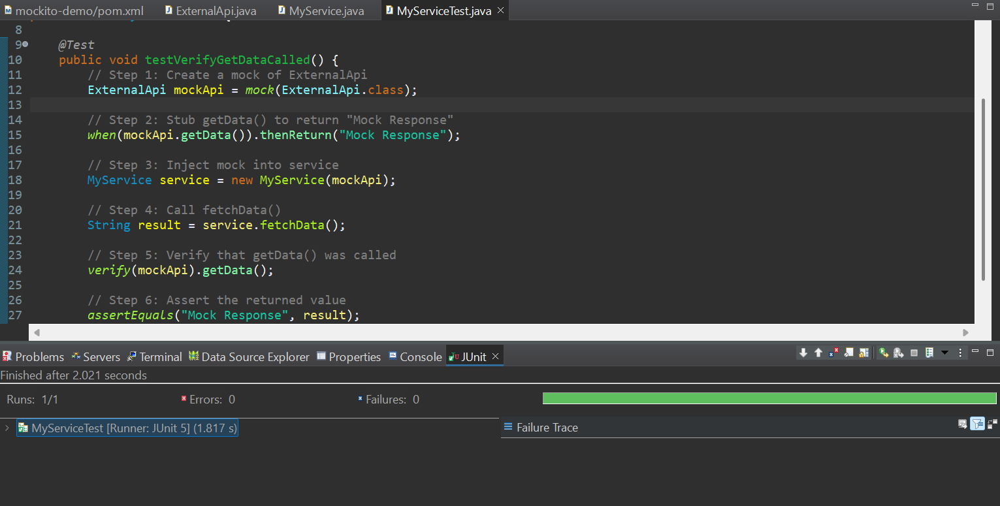 mockito-demo/pom.xml ExternalApi.java MyService.java MyServiceTest.java
8
9 @Test
10 public void testVerifyGetDataCalled() {
11 // Step 1: Create a mock of ExternalApi
12 ExternalApi mockApi = mock(ExternalApi.class);
13
14 // Step 2: Stub getData() to return "Mock Response"
15 when(mockApi.getData()).thenReturn("Mock Response");
16
17 // Step 3: Inject mock into service
18 MyService service = new MyService(mockApi);
19
20 // Step 4: Call fetchData()
21 String result = service.fetchData();
22
23 // Step 5: Verify that getData() was called
24 verify(mockApi).getData();
25
26 // Step 6: Assert the returned value
27 assertEquals("Mock Response", result);
Problems Servers Terminal Data Source Explorer Properties Console JUnit
Finished after 2.021 seconds
Runs: 1/1 Errors: 0 Failures: 0
MyServiceTest [Runner: JUnit 5] (1.817 s) Failure Trace